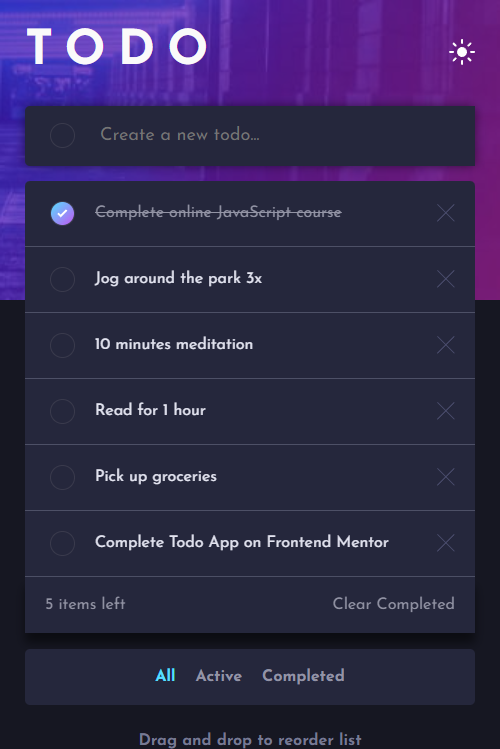 TODO
Create a new todo...
Complete online JavaScript course
Jog around the park 3x
10 minutes meditation
Read for 1 hour
Pick up groceries
Complete Todo App on Frontend Mentor
5 items left Clear Completed
All Active Completed
Drag and drop to reorder list